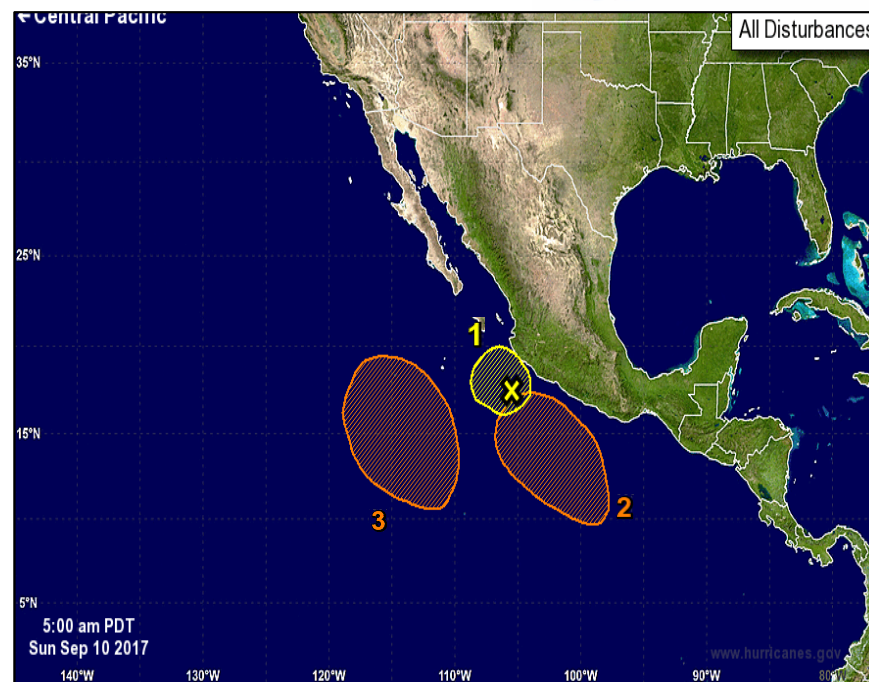 ←Central Pacific
All Disturbances
35°N
25°N
1
15°N
3
2
5°N
5:00 am PDT
Sun Sep 10 2017
www.hurricanes.gov
140°W 130°W 120°W 110°W 100°W 90°W 80°W